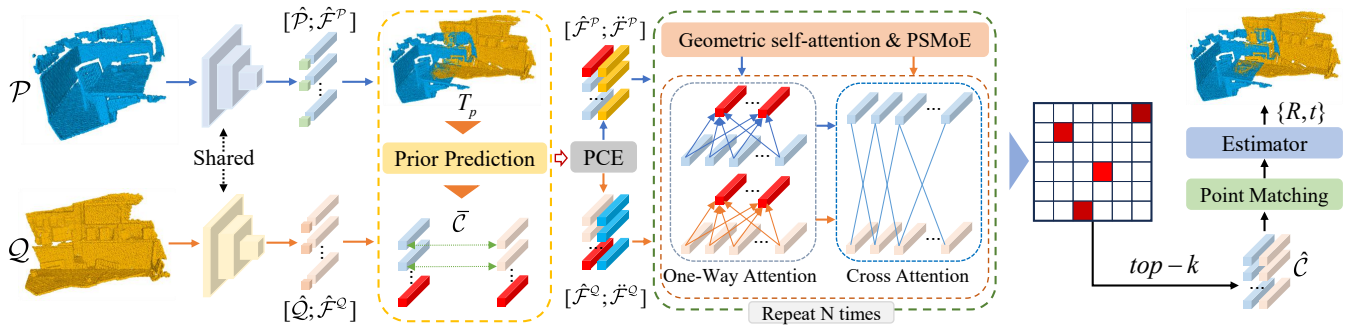 [P̂; F̂^P]
[F̂^P; F̈^P]
Geometric self-attention & PSMoE
P
T_p
{R, t}
Shared
Prior Prediction
PCE
Estimator
Point Matching
Q
C̅
...
One-Way Attention
Cross Attention
top − k
Ĉ
[Q̂; F̂^Q]
[F̂^Q; F̈^Q]
Repeat N times